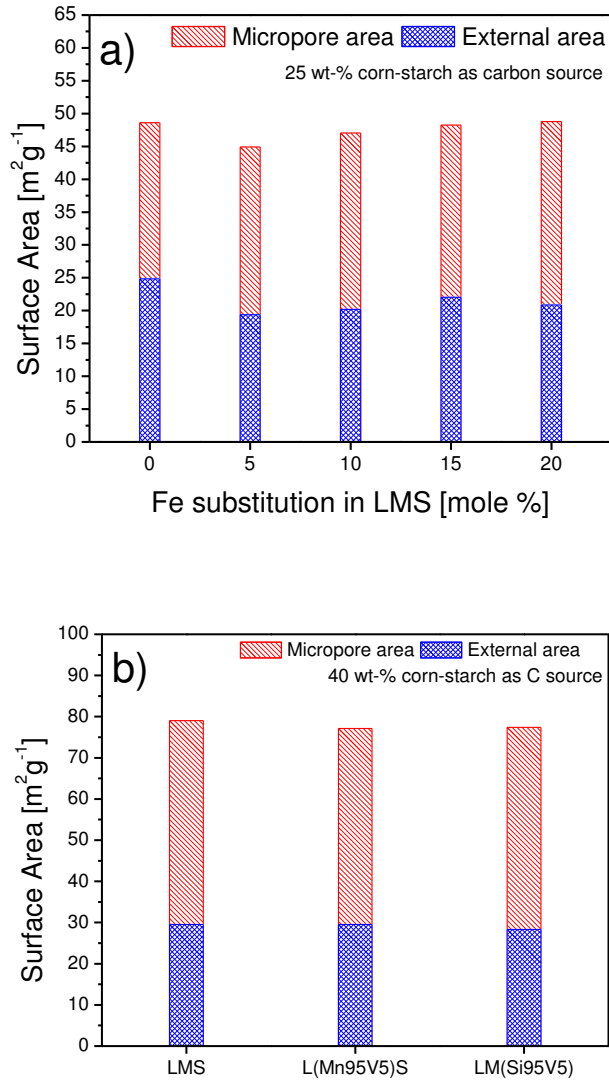 a)
Micropore area
External area
25 wt-% corn-starch as carbon source
Surface Area [m²g⁻¹]
65
60
55
50
45
40
35
30
25
20
15
10
5
0
0 5 10 15 20
Fe substitution in LMS [mole %]
b)
Micropore area
External area
40 wt-% corn-starch as C source
Surface Area [m²g⁻¹]
100
90
80
70
60
50
40
30
20
10
0
LMS L(Mn95V5)S LM(Si95V5)